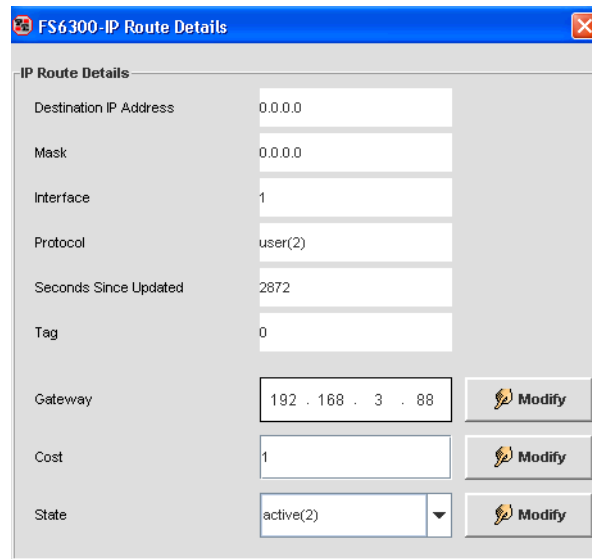 FS6300-IP Route Details
IP Route Details
Destination IP Address 0.0.0.0
Mask 0.0.0.0
Interface 1
Protocol user(2)
Seconds Since Updated 2872
Tag 0
Gateway 192 . 168 . 3 . 88 Modify
Cost 1 Modify
State active(2) Modify